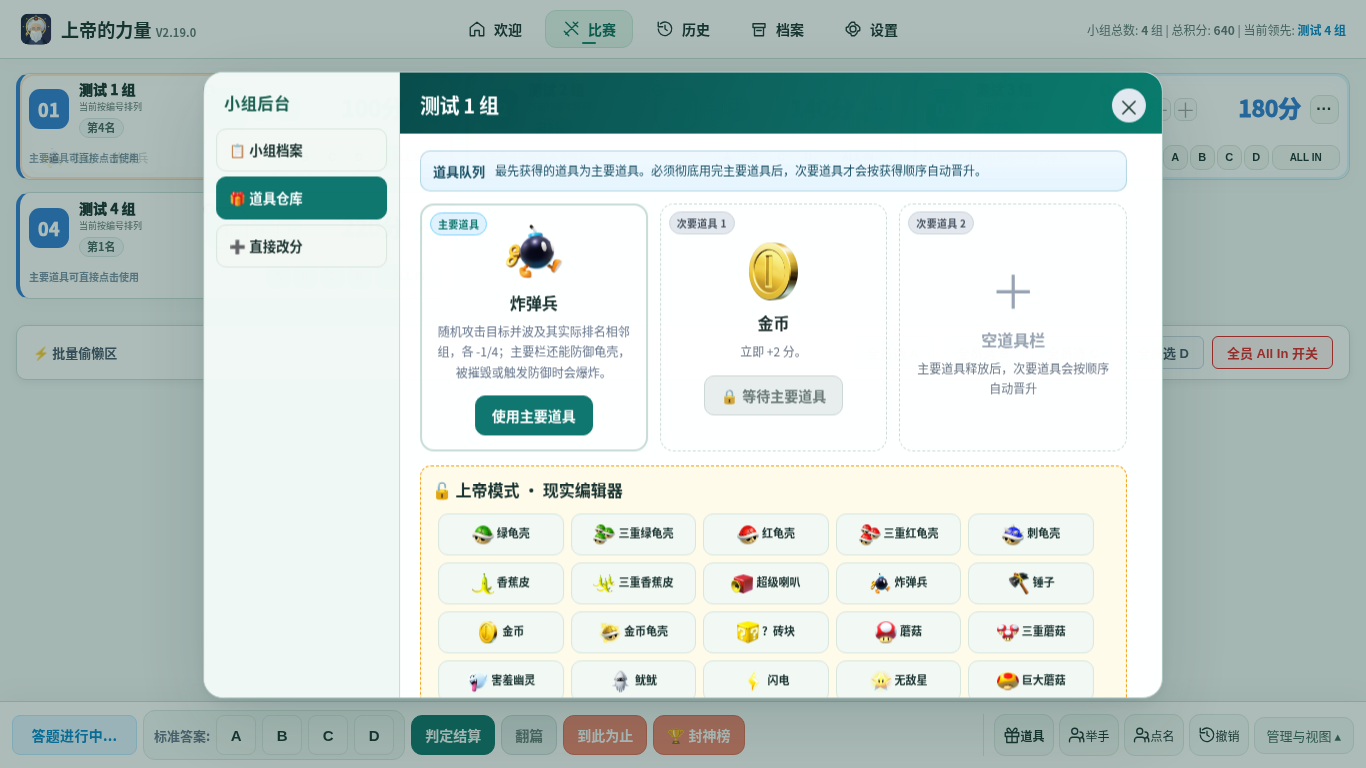 上帝的力量 V2.19.0
欢迎
比赛
历史
档案
设置
小组总数: 4 组 | 总积分: 640 | 当前领先: 测试 4 组
01
测试 1 组
当前按编号排列
第4名
180分
A B C D ALL IN
04
测试 4 组
当前按编号排列
第1名
主要道具可直接点击使用
⚡ 批量偷懒区
选 D
全员 All In 开关
小组后台
📋 小组档案
🎁 道具仓库
➕ 直接改分
测试 1 组
道具队列 最先获得的道具为主要道具。必须彻底用完主要道具后，次要道具才会按获得顺序自动晋升。
主要道具
炸弹兵
随机攻击目标并波及其实际排名相邻
组，各 -1/4；主要栏还能防御龟壳，
被摧毁或触发防御时会爆炸。
使用主要道具
次要道具 1
金币
立即 +2 分。
🔒 等待主要道具
次要道具 2
空道具栏
主要道具释放后，次要道具会按顺序
自动晋升
🔓 上帝模式 · 现实编辑器
绿龟壳
三重绿龟壳
红龟壳
三重红龟壳
刺龟壳
香蕉皮
三重香蕉皮
超级喇叭
炸弹兵
锤子
金币
金币龟壳
? 砖块
蘑菇
三重蘑菇
害羞幽灵
鱿鱿
闪电
无敌星
巨大蘑菇
答题进行中...
标准答案: A B C D
判定结算
翻篇
到此为止
🏆 封神榜
道具
举手
点名
撤销
管理与视图 ▴